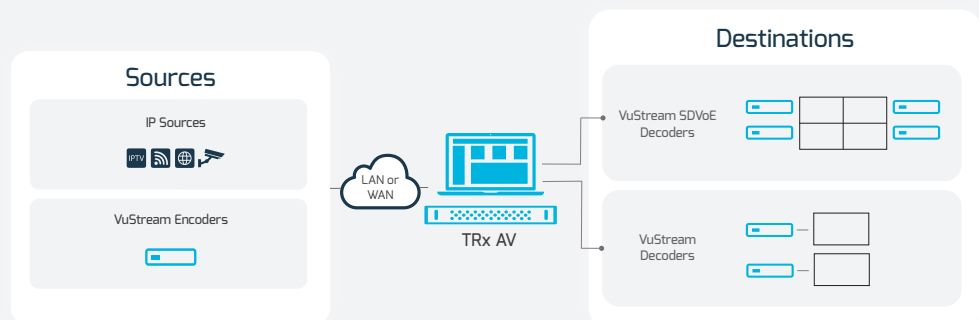 Sources
IP Sources
IPTV
VuStream Encoders
LAN or
WAN
TRx AV
Destinations
VuStream SDVoE
Decoders
VuStream
Decoders